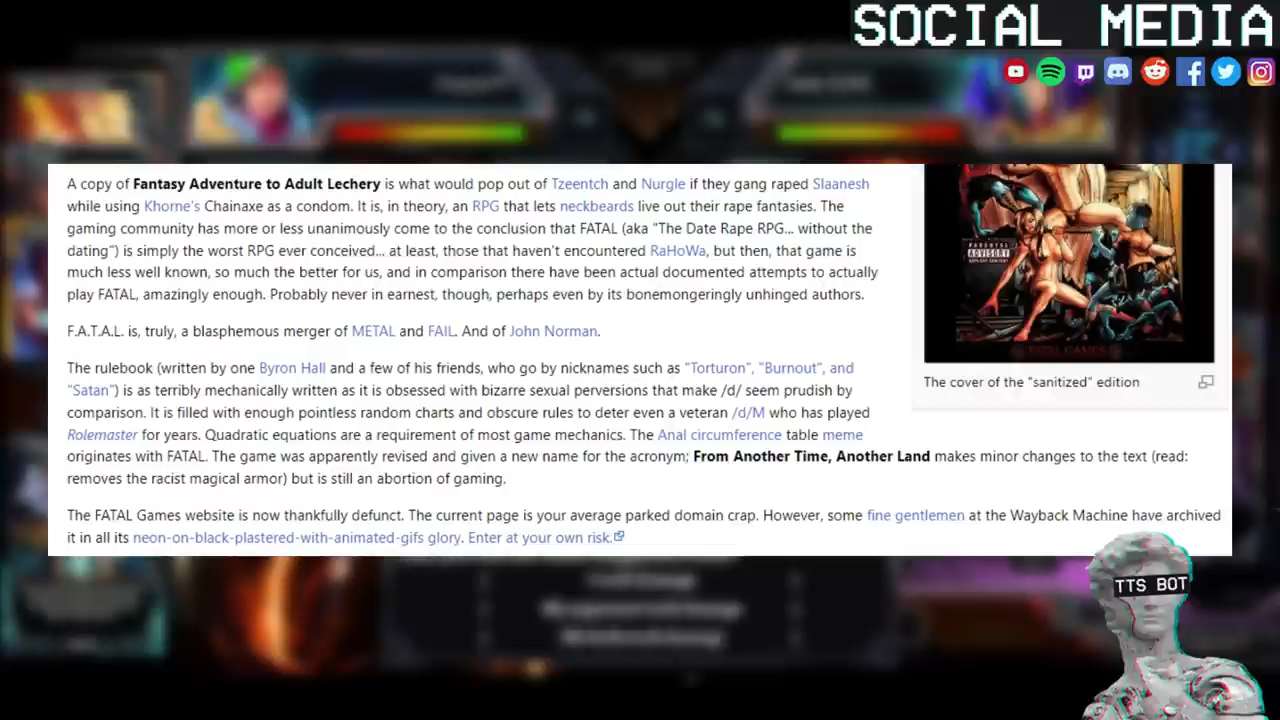 SOCIAL MEDIA
A copy of Fantasy Adventure to Adult Lechery is what would pop out of Tzeentch and Nurgle if they gang raped Slaanesh
while using Khorne's Chainaxe as a condom. It is, in theory, an RPG that lets neckbeards live out their rape fantasies. The
gaming community has more or less unanimously come to the conclusion that FATAL (aka "The Date Rape RPG... without the
dating") is simply the worst RPG ever conceived... at least, those that haven't encountered RaHoWa, but then, that game is
much less well known, so much the better for us, and in comparison there have been actual documented attempts to actually
play FATAL, amazingly enough. Probably never in earnest, though, perhaps even by its bonemongeringly unhinged authors.
F.A.T.A.L. is, truly, a blasphemous merger of METAL and FAIL. And of John Norman.
The rulebook (written by one Byron Hall and a few of his friends, who go by nicknames such as "Torturon", "Burnout", and
"Satan") is as terribly mechanically written as it is obsessed with bizare sexual perversions that make /d/ seem prudish by
comparison. It is filled with enough pointless random charts and obscure rules to deter even a veteran /d/M who has played
Rolemaster for years. Quadratic equations are a requirement of most game mechanics. The Anal circumference table meme
originates with FATAL. The game was apparently revised and given a new name for the acronym; From Another Time, Another Land makes minor changes to the text (read:
removes the racist magical armor) but is still an abortion of gaming.
The FATAL Games website is now thankfully defunct. The current page is your average parked domain crap. However, some fine gentlemen at the Wayback Machine have archived
it in all its neon-on-black-plastered-with-animated-gifs glory. Enter at your own risk.
PARENTAL
ADVISORY
The cover of the "sanitized" edition
TTS BOT